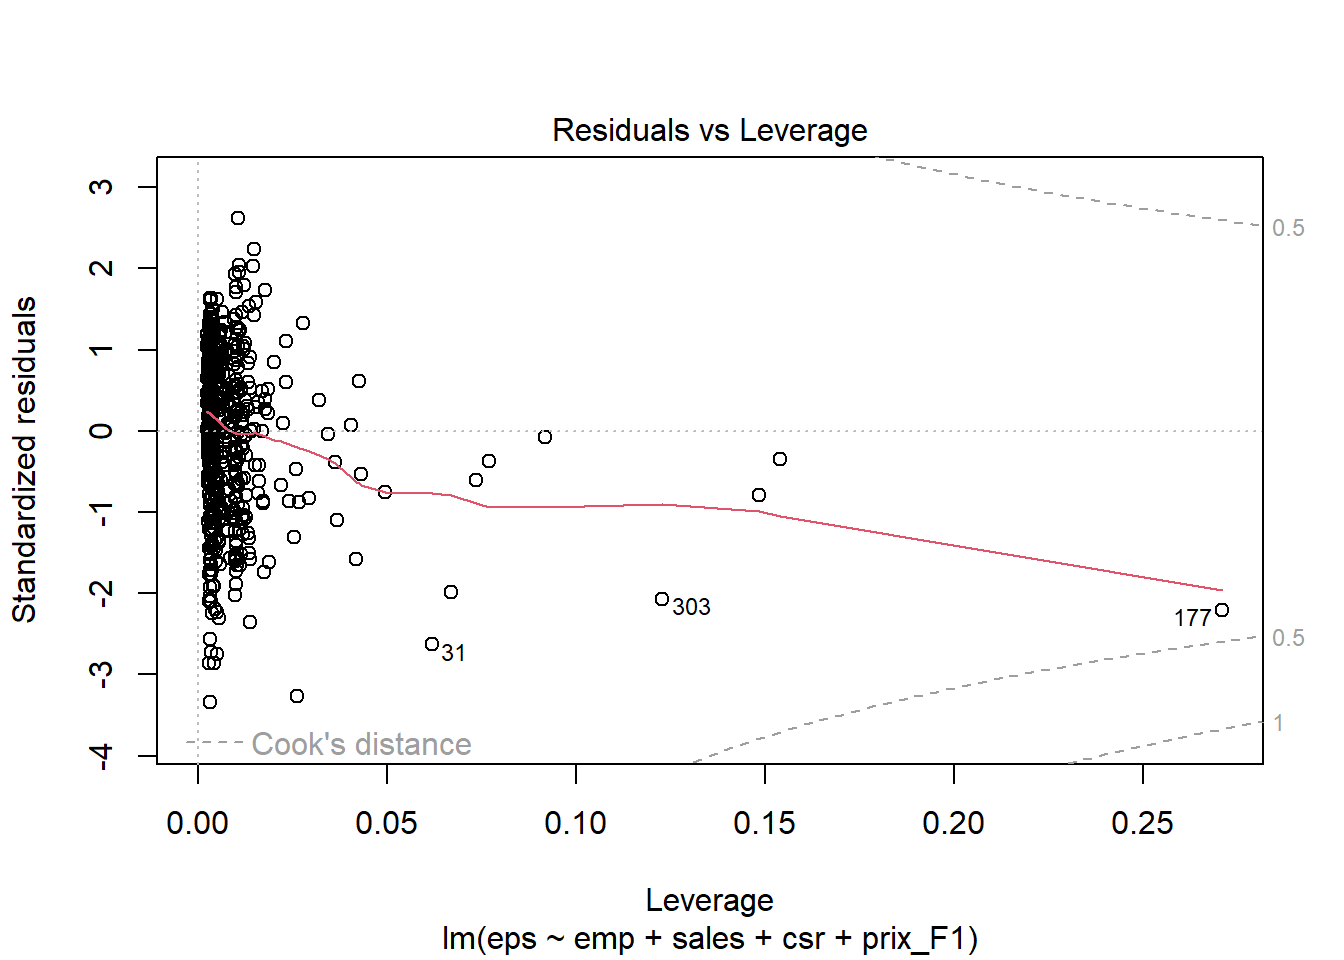 Residuals vs Leverage
Standardized residuals
3
2
1
0
-1
-2
-3
-4
0.5
0.5
1
303
177
31
Cook's distance
0.00 0.05 0.10 0.15 0.20 0.25
Leverage
lm(eps ~ emp + sales + csr + prix_F1)